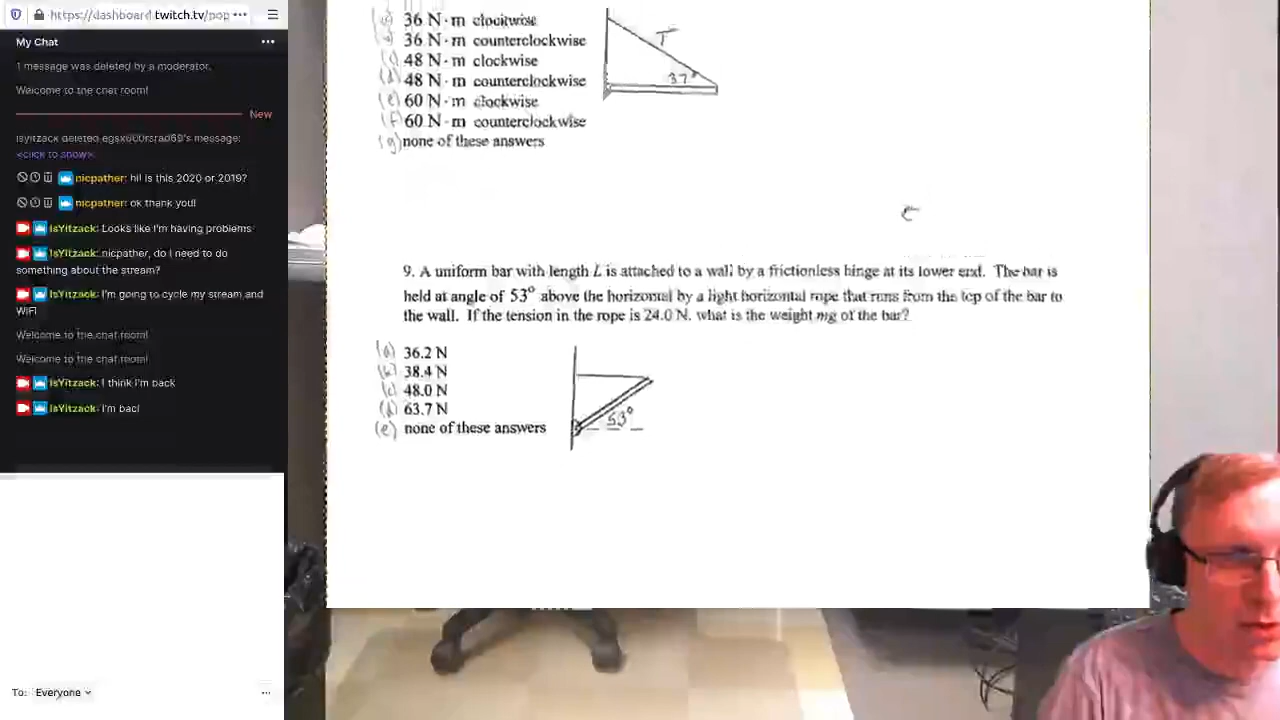 https://dashboard.twitch.tv/pop ···
My Chat
1 message was deleted by a moderator.
Welcome to the chat room!
New
<click to show>
nicpather: hi! is this 2020 or 2019?
nicpather: ok thank you!!
IsYitzack: Looks like I'm having problems
IsYitzack: nicpather, do I need to do
something about the stream?
IsYitzack: I'm going to cycle my stream and
WiFi
Welcome to the chat room!
Welcome to the chat room!
IsYitzack: I think I'm back
IsYitzack: I'm bac!
To: Everyone
36 N·m clockwise
36 N·m counterclockwise
(c) 48 N·m clockwise
(d) 48 N·m counterclockwise
(e) 60 N·m clockwise
(f) 60 N·m counterclockwise
(g) none of these answers
T
37°
9. A uniform bar with length L is attached to a wall by a frictionless hinge at its lower end. The bar is
held at angle of 53° above the horizontal by a light horizontal rope that runs from the top of the bar to
the wall. If the tension in the rope is 24.0 N, what is the weight mg of the bar?
(a) 36.2 N
(b) 38.4 N
(c) 48.0 N
(d) 63.7 N
(e) none of these answers
53°